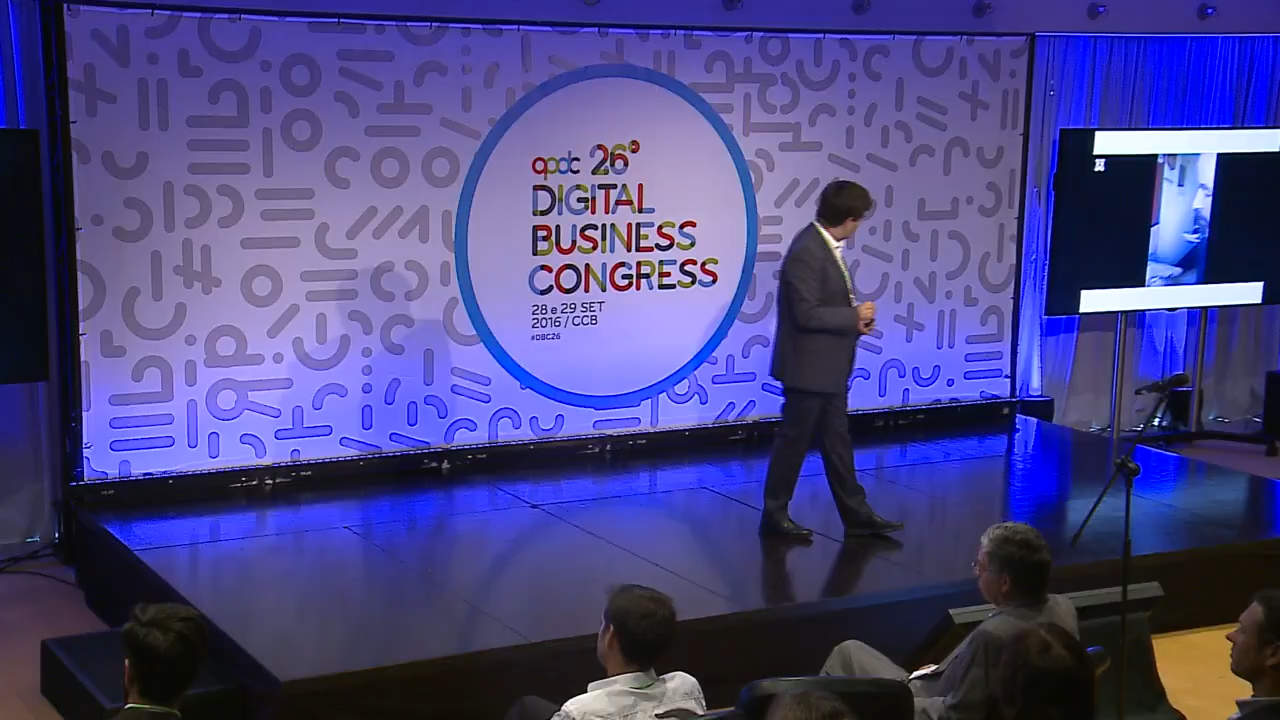 apdc 26º
DIGITAL
BUSINESS
CONGRESS
28 e 29 SET
2016 / CCB
#DBC26